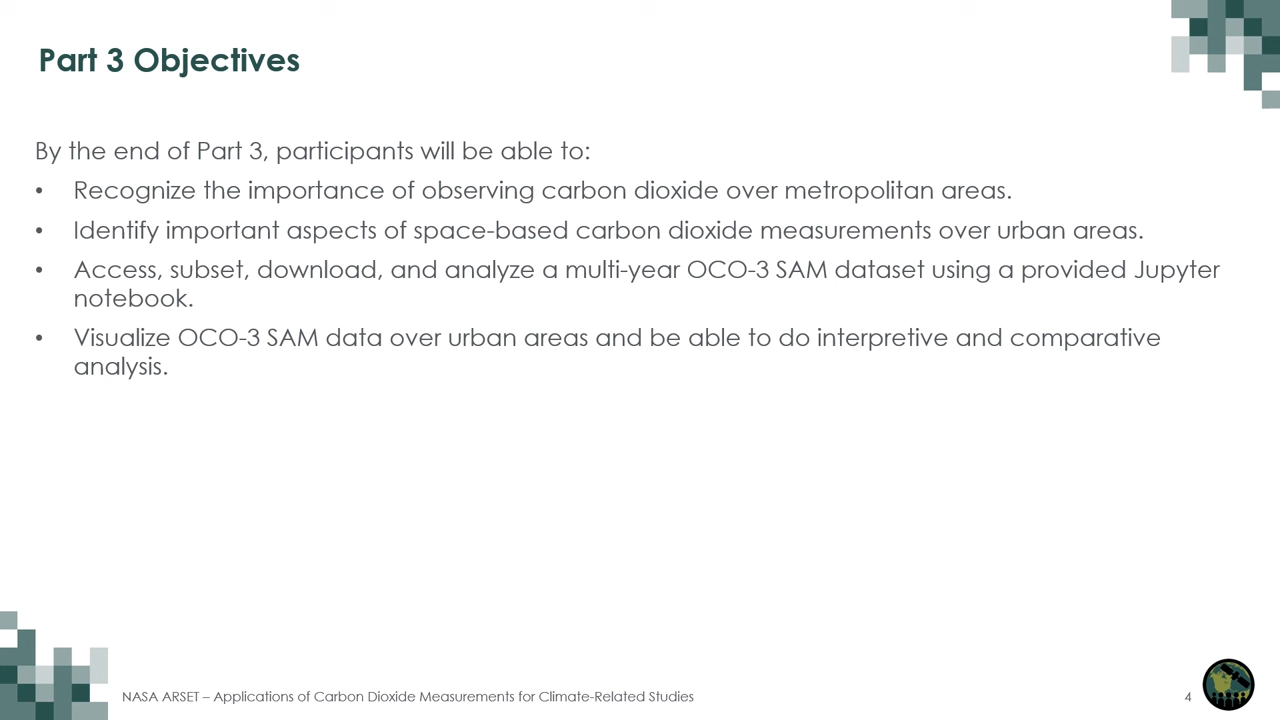 Part 3 Objectives
By the end of Part 3, participants will be able to:
• Recognize the importance of observing carbon dioxide over metropolitan areas.
• Identify important aspects of space-based carbon dioxide measurements over urban areas.
• Access, subset, download, and analyze a multi-year OCO-3 SAM dataset using a provided Jupyter
notebook.
• Visualize OCO-3 SAM data over urban areas and be able to do interpretive and comparative
analysis.
NASA ARSET – Applications of Carbon Dioxide Measurements for Climate-Related Studies
4